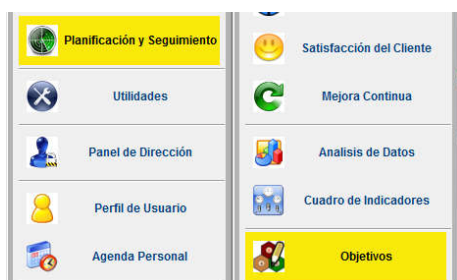 Planificación y Seguimiento
Utilidades
Panel de Dirección
Perfil de Usuario
Agenda Personal
Satisfacción del Cliente
Mejora Continua
Analisis de Datos
Cuadro de Indicadores
Objetivos